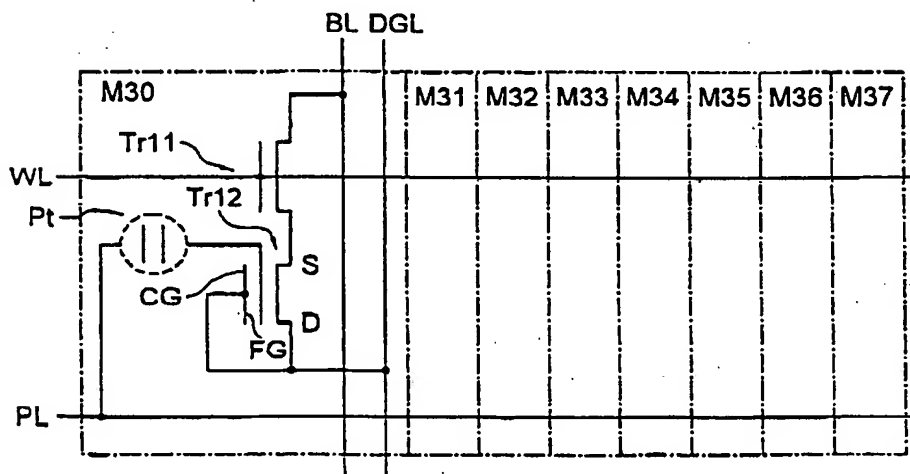 BL DGL
M30 M31 M32 M33 M34 M35 M36 M37
Tr11
WL
Tr12
Pt
S
CG
D
FG
PL